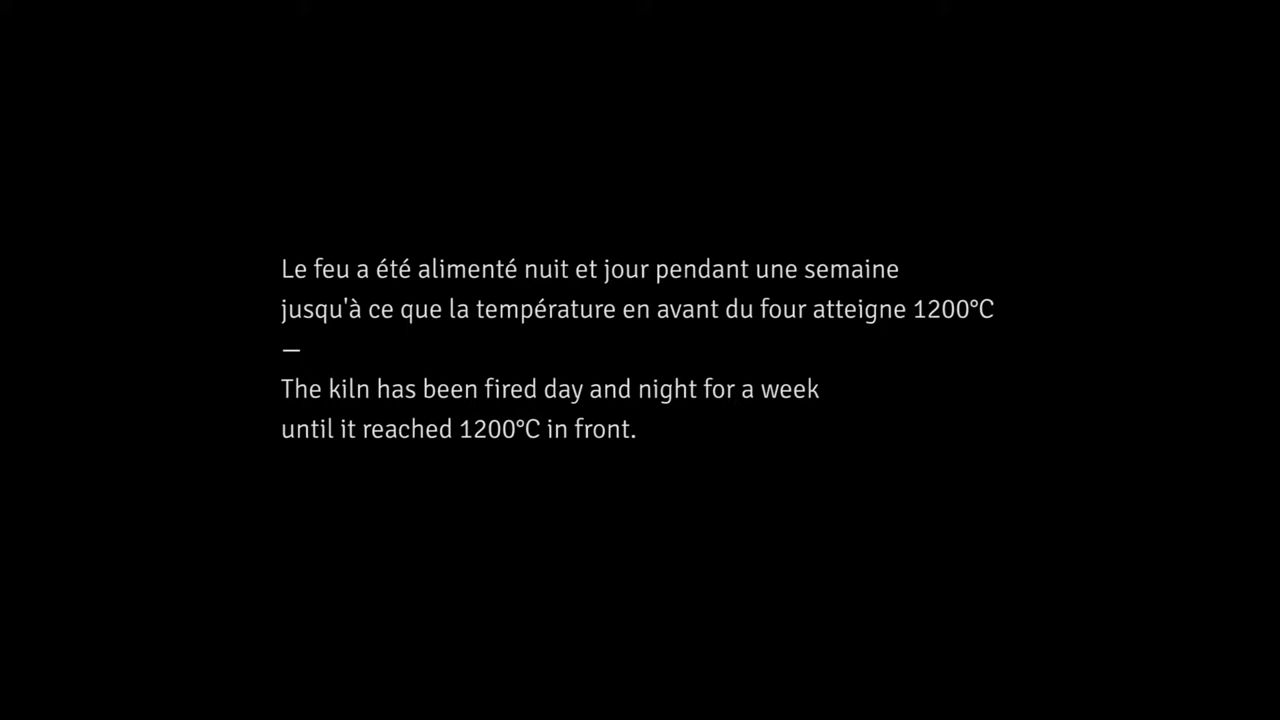 Le feu a été alimenté nuit et jour pendant une semaine
jusqu'à ce que la température en avant du four atteigne 1200°C
—
The kiln has been fired day and night for a week
until it reached 1200°C in front.